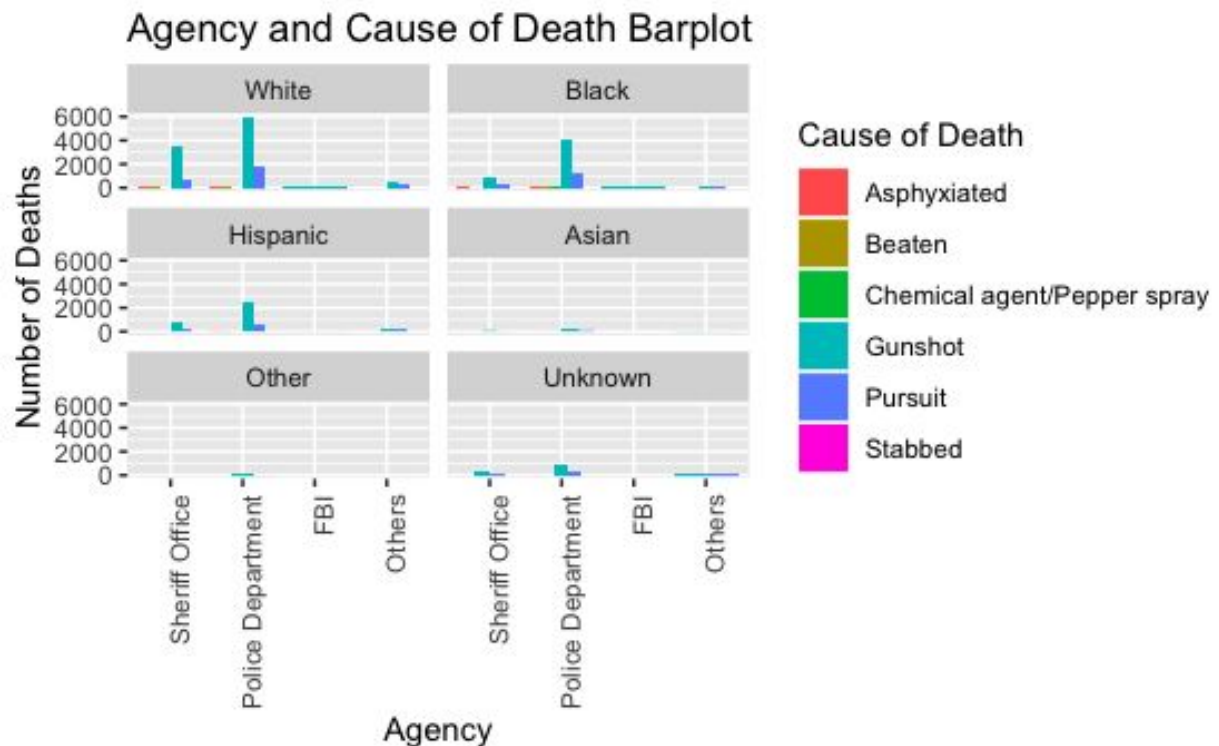 Agency and Cause of Death Barplot
White
Black
6000
4000
2000
0
Hispanic
Asian
6000
4000
2000
0
Other
Unknown
6000
4000
2000
0
Number of Deaths
Sheriff Office
Police Department
FBI
Others
Sheriff Office
Police Department
FBI
Others
Agency
Cause of Death
Asphyxiated
Beaten
Chemical agent/Pepper spray
Gunshot
Pursuit
Stabbed